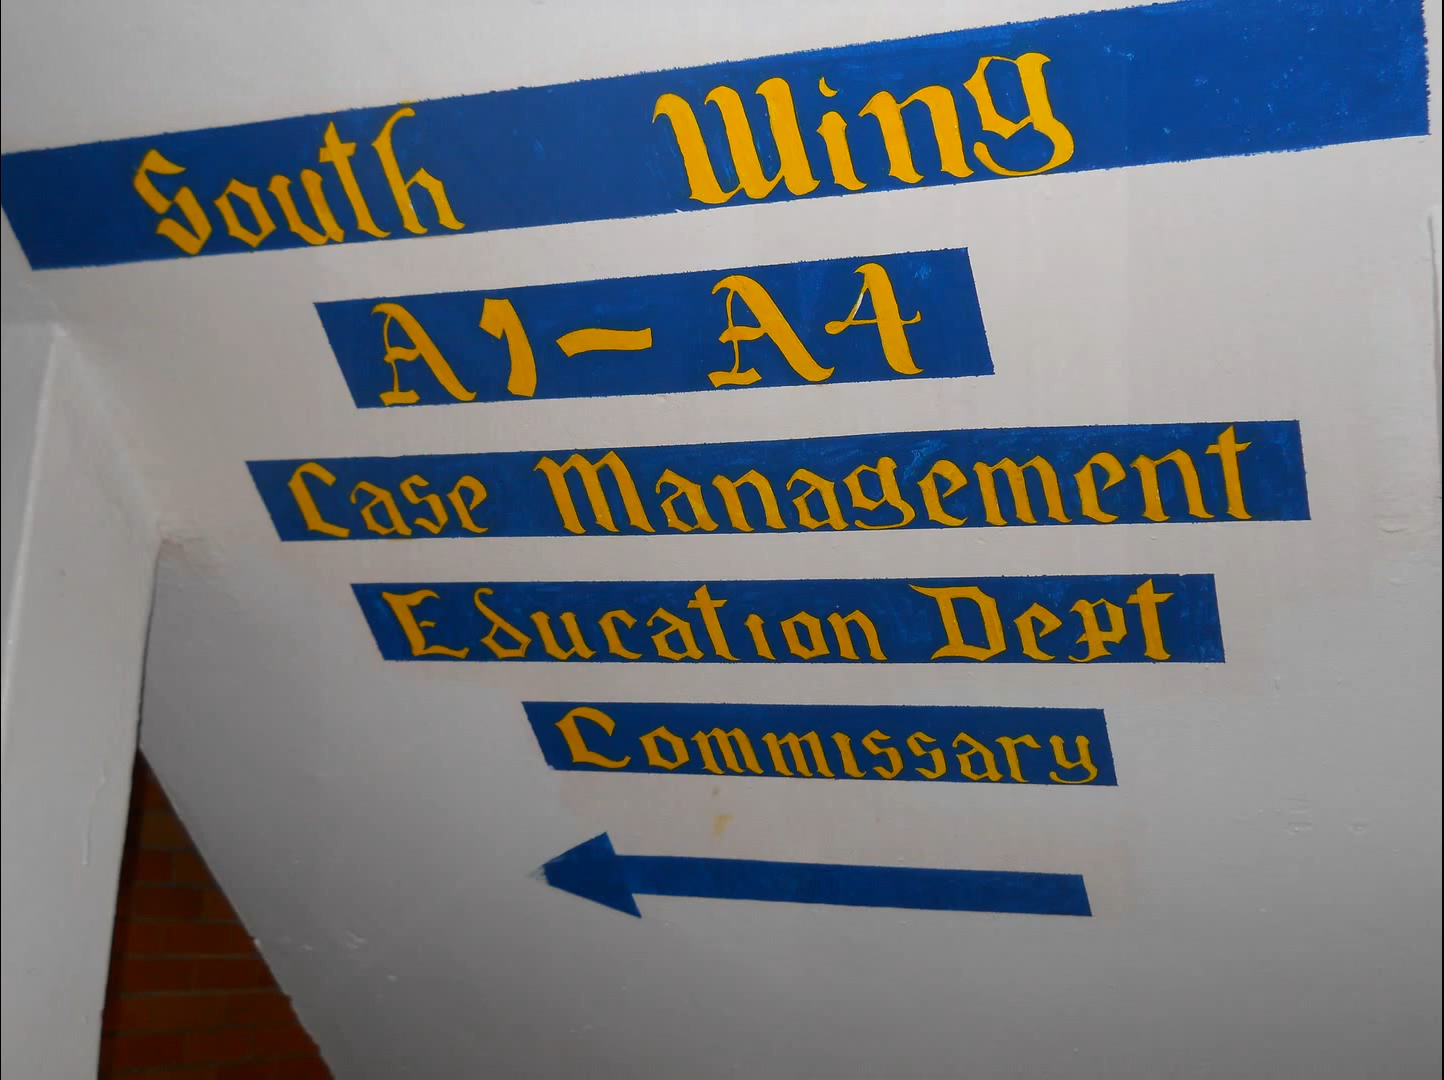 South Wing
A1-A4
Case Management
Education Dept
Commissary